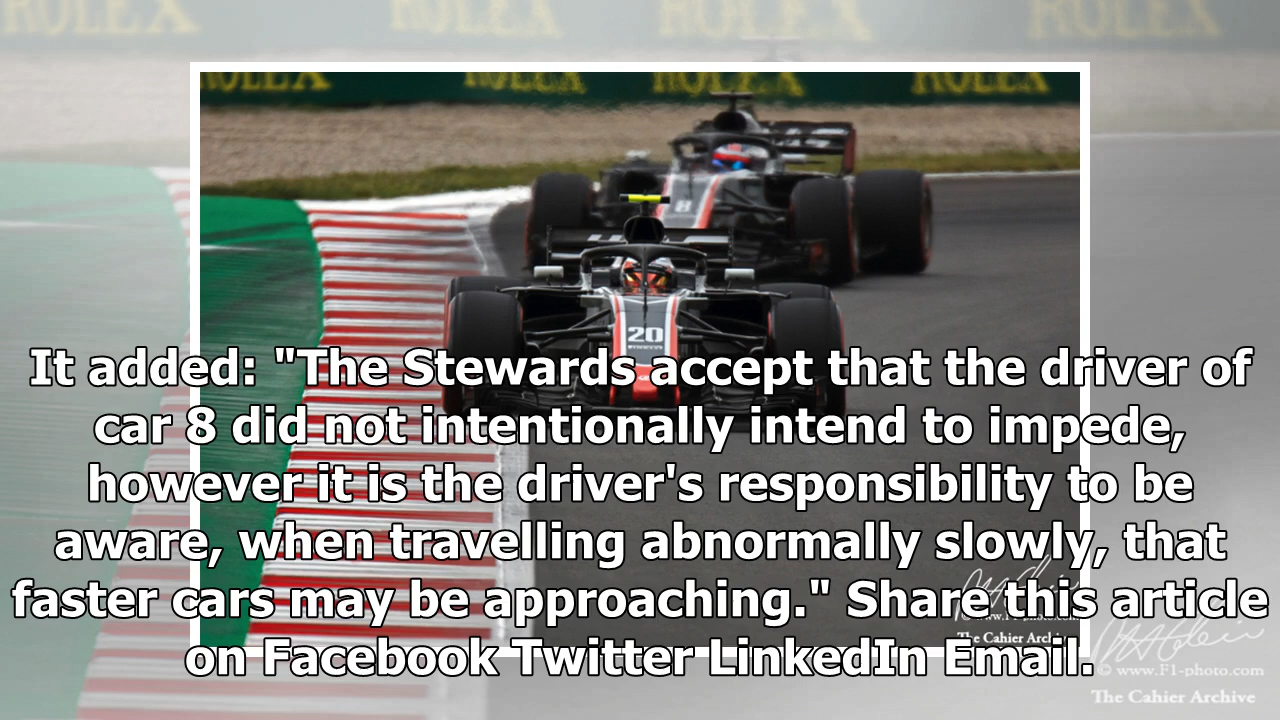 ROLEX ROLEX ROLEX ROLEX
ROLEX ROLEX ROLEX ROLEX
8
20
It added: "The Stewards accept that the driver of
car 8 did not intentionally intend to impede,
however it is the driver's responsibility to be
aware, when travelling abnormally slowly, that
faster cars may be approaching." Share this article
on Facebook Twitter LinkedIn Email.
© www.F1-photo.com
The Cahier Archive